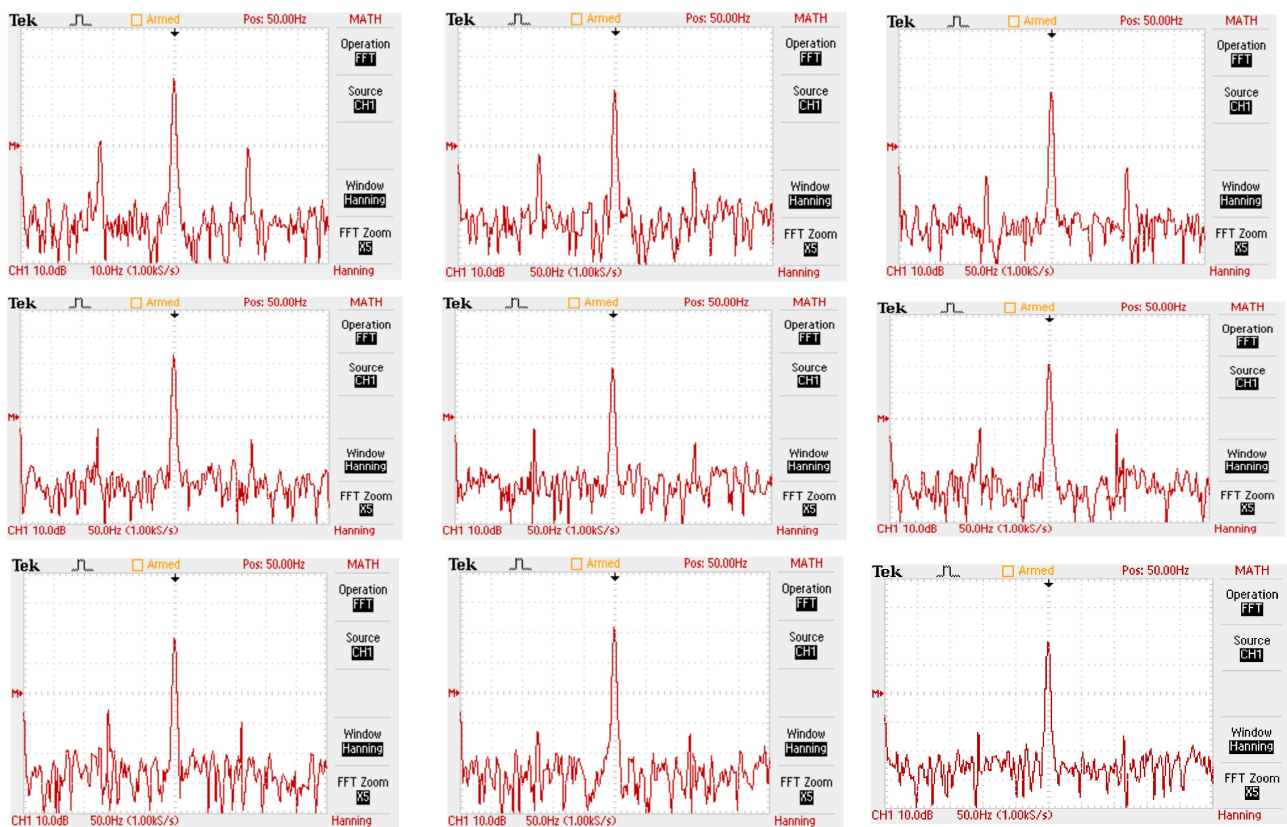 Tek Armed Pos: 50.00Hz MATH
Operation
FFT
Source
CH1
M
Window
Hanning
FFT Zoom
X5
CH1 10.0dB 10.0Hz (1.00kS/s) Hanning
Tek Armed Pos: 50.00Hz MATH
Operation
FFT
Source
CH1
M
Window
Hanning
FFT Zoom
X5
CH1 10.0dB 50.0Hz (1.00kS/s) Hanning
Tek Armed Pos: 50.00Hz MATH
Operation
FFT
Source
CH1
M
Window
Hanning
FFT Zoom
X5
CH1 10.0dB 50.0Hz (1.00kS/s) Hanning
Tek Armed Pos: 50.00Hz MATH
Operation
FFT
Source
CH1
M
Window
Hanning
FFT Zoom
X5
CH1 10.0dB 50.0Hz (1.00kS/s) Hanning
Tek Armed Pos: 50.00Hz MATH
Operation
FFT
Source
CH1
M
Window
Hanning
FFT Zoom
X5
CH1 10.0dB 50.0Hz (1.00kS/s) Hanning
Tek Armed Pos: 50.00Hz MATH
Operation
FFT
Source
CH1
M
Window
Hanning
FFT Zoom
X5
CH1 10.0dB 50.0Hz (1.00kS/s) Hanning
Tek Armed Pos: 50.00Hz MATH
Operation
FFT
Source
CH1
M
Window
Hanning
FFT Zoom
X5
CH1 10.0dB 50.0Hz (1.00kS/s) Hanning
Tek Armed Pos: 50.00Hz MATH
Operation
FFT
Source
CH1
M
Window
Hanning
FFT Zoom
X5
CH1 10.0dB 50.0Hz (1.00kS/s) Hanning
Tek Armed Pos: 50.00Hz MATH
Operation
FFT
Source
CH1
M
Window
Hanning
FFT Zoom
X5
CH1 10.0dB 50.0Hz (1.00kS/s) Hanning